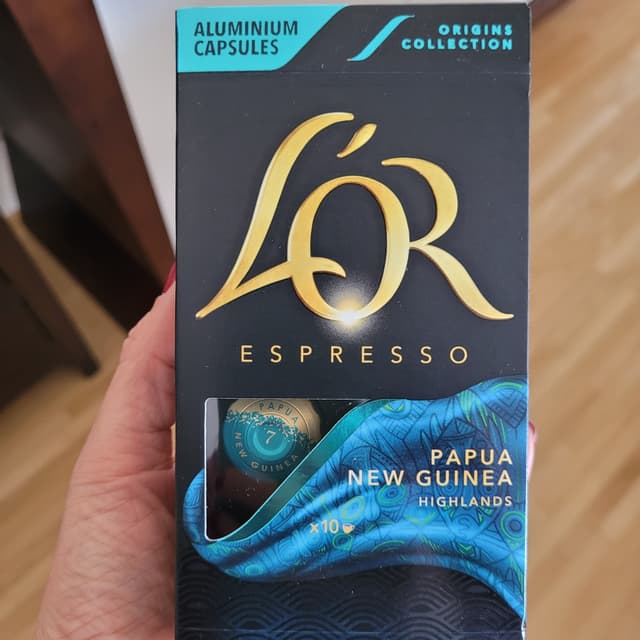 ALUMINIUM
CAPSULES
ORIGINS
COLLECTION
L'OR
ESPRESSO
PAPUA
7
NEW GUINEA
PAPUA
NEW GUINEA
HIGHLANDS
x10